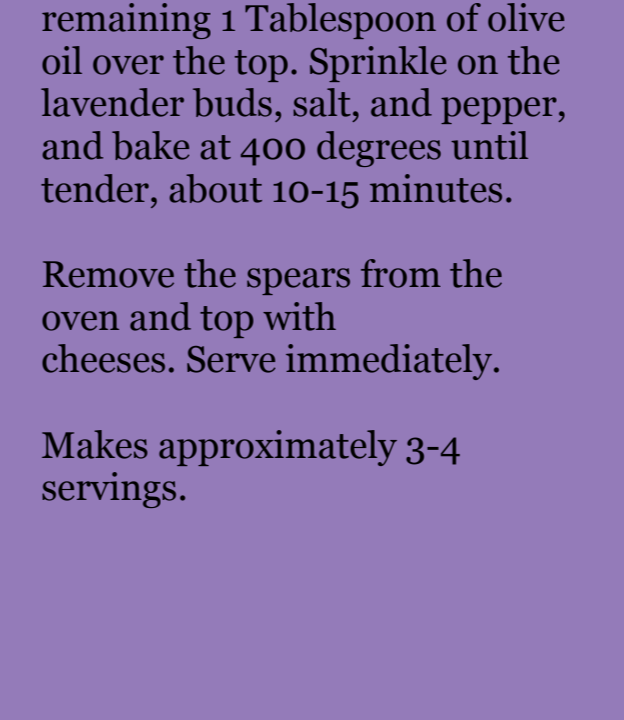 remaining 1 Tablespoon of olive
oil over the top. Sprinkle on the
lavender buds, salt, and pepper,
and bake at 400 degrees until
tender, about 10-15 minutes.
Remove the spears from the
oven and top with
cheeses. Serve immediately.
Makes approximately 3-4
servings.